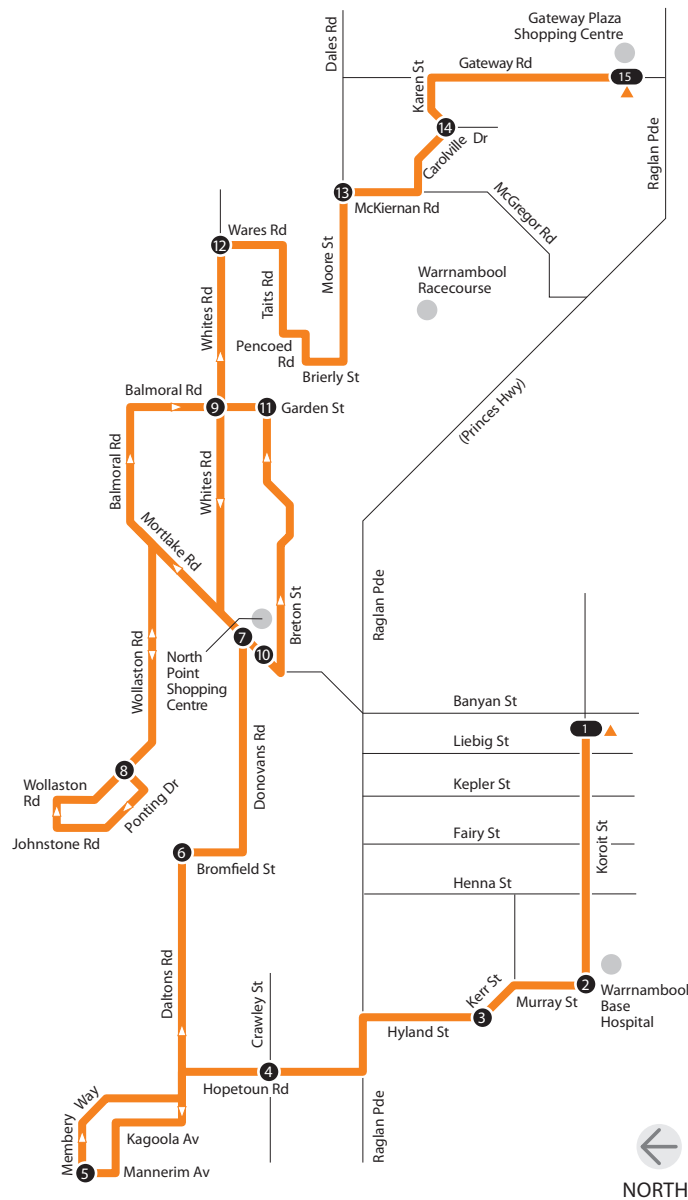 Gateway Plaza
Shopping Centre
Dales Rd
Gateway Rd
15
Karen St
14
Dr
Carolville
Raglan Pde
13
McKiernan Rd
McGregor Rd
Wares Rd
12
Moore St
Taits Rd
Warrnambool
Racecourse
Whites Rd
Pencoed
Rd
Brierly St
Balmoral Rd
9
11
Garden St
(Princes Hwy)
Balmoral Rd
Whites Rd
Mortlake Rd
Raglan Pde
Breton St
7
10
Wollaston Rd
North
Point
Shopping
Centre
Banyan St
1
Liebig St
8
Donovans Rd
Wollaston
Rd
Ponting Dr
Kepler St
Johnstone Rd
Fairy St
Koroit St
6
Bromfield St
Henna St
Daltons Rd
Crawley St
Kerr St
2
Murray St
Warrnambool
Base
Hospital
3
Hyland St
4
Hopetoun Rd
Raglan Pde
Membery Way
Kagoola Av
5
Mannerim Av
NORTH